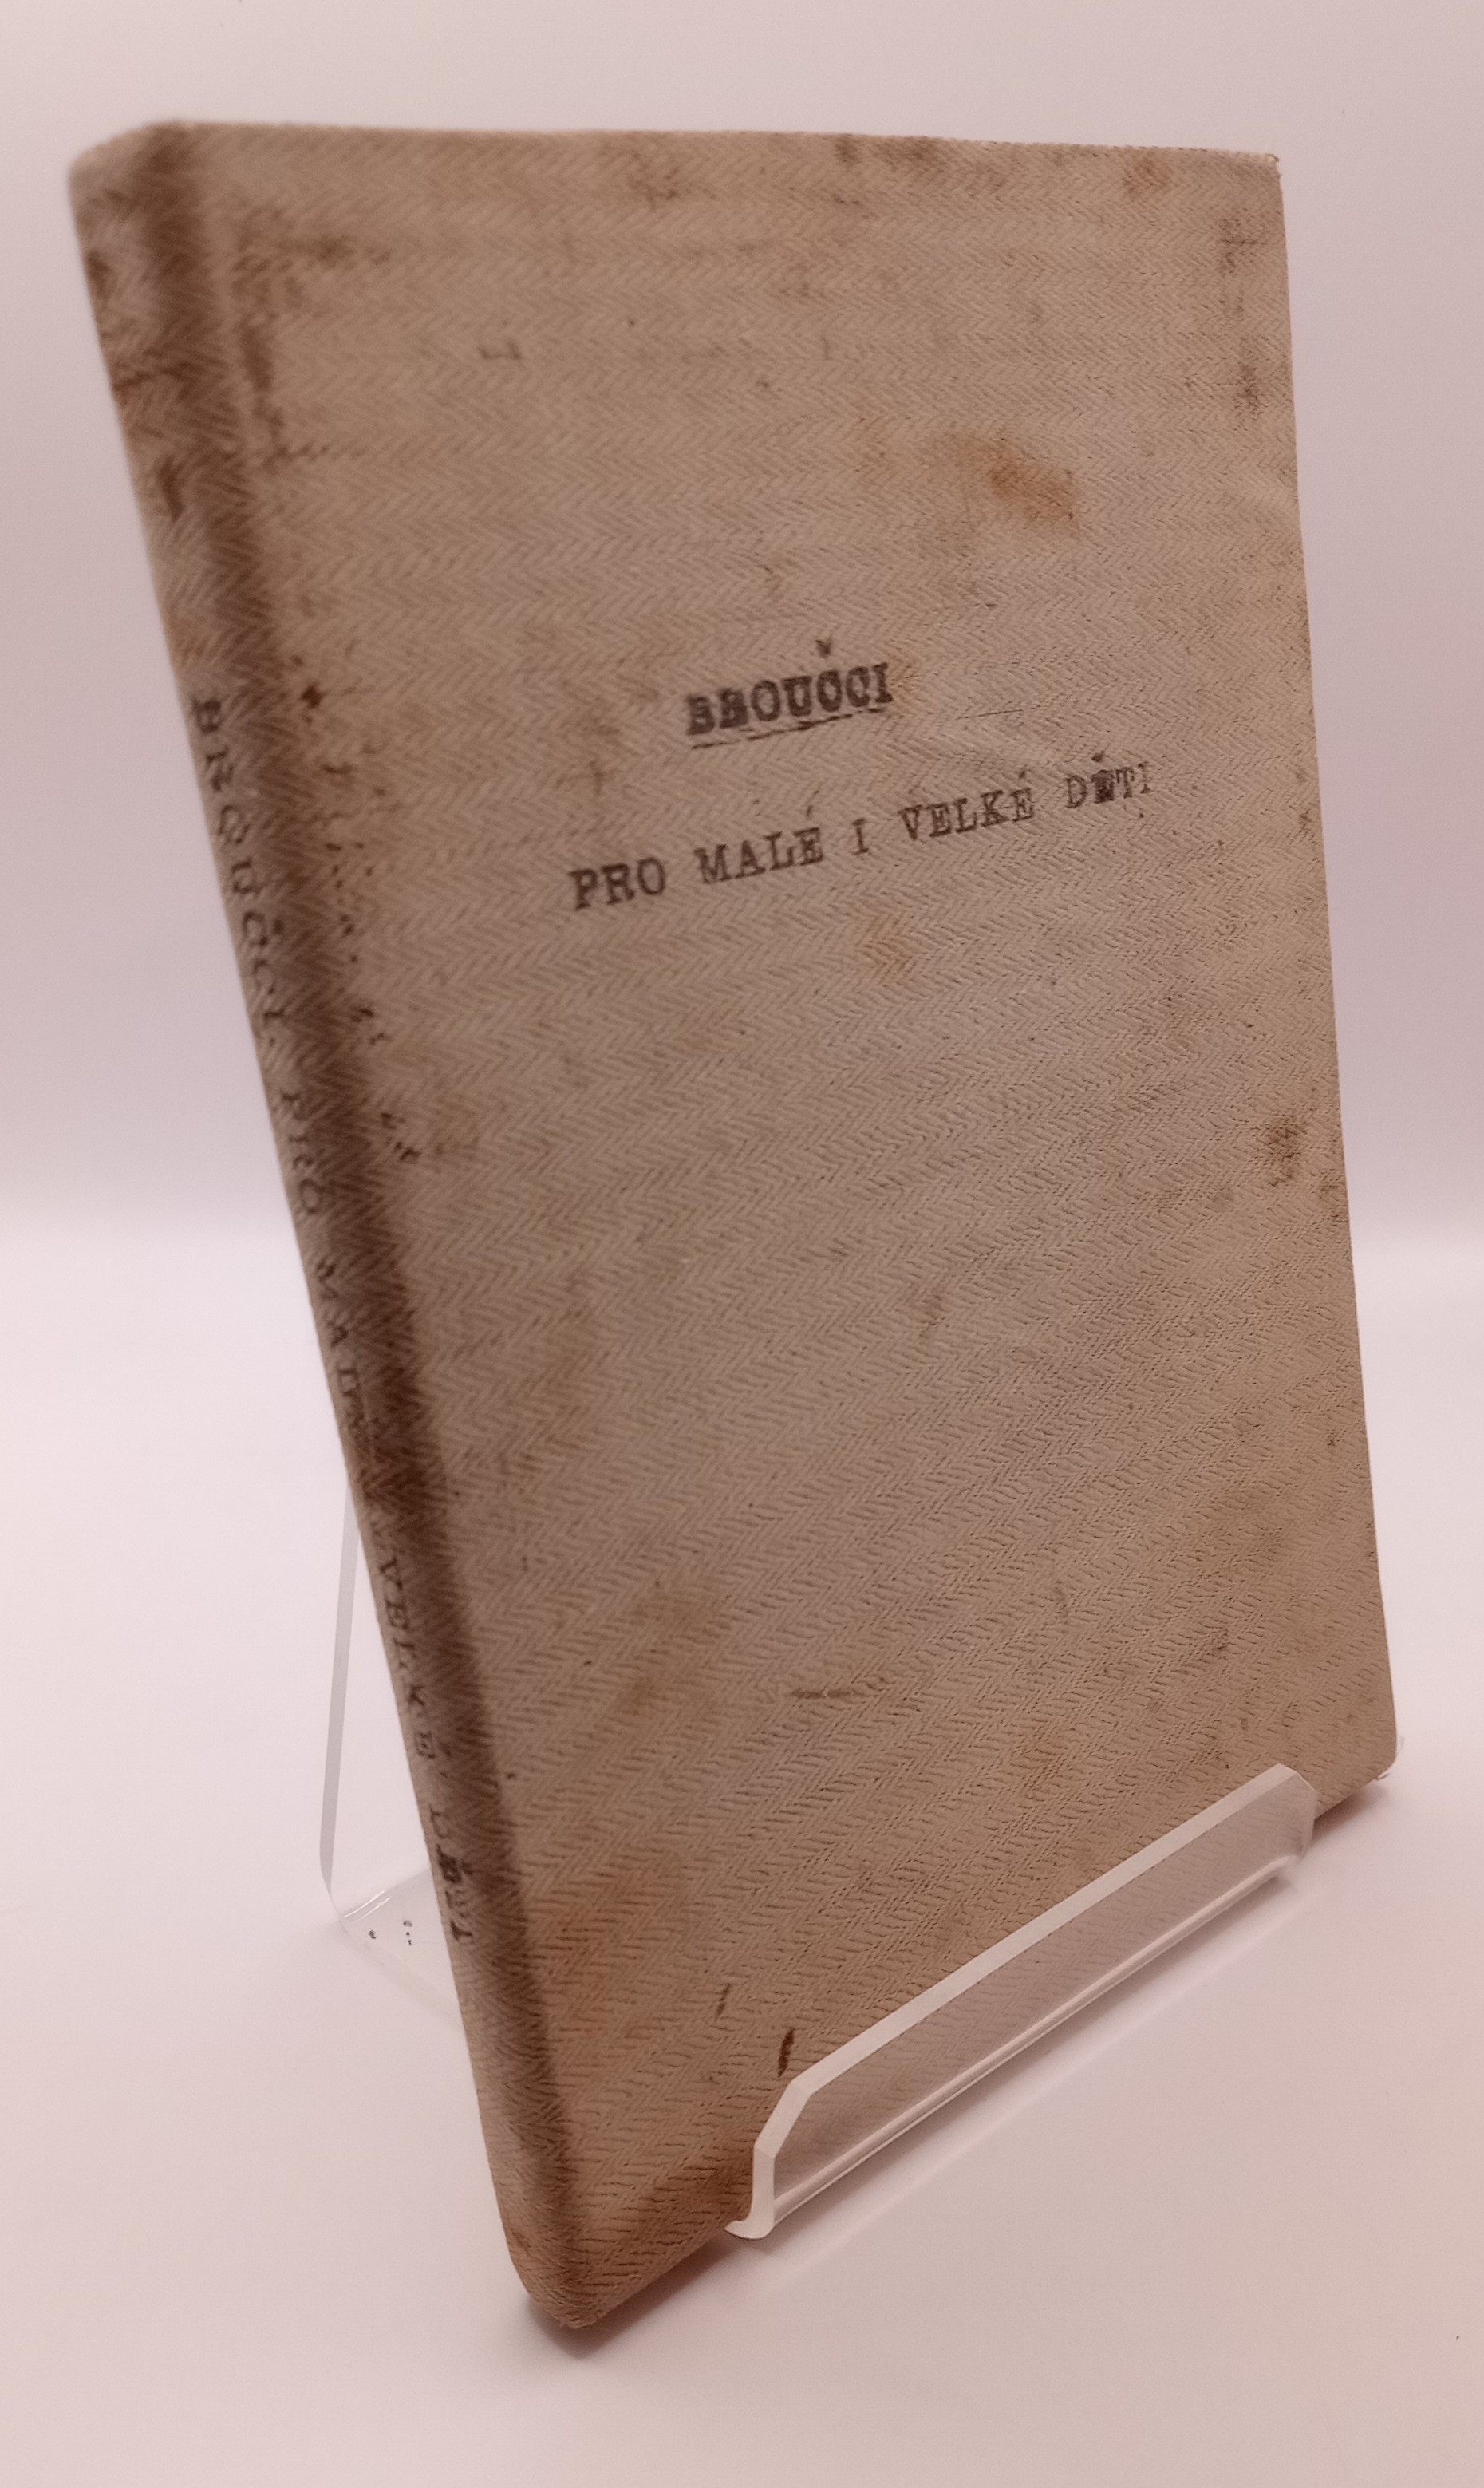 BROUČCI
PRO MALÉ I VELKÉ DĚTI
BROUČCI PRO MALÉ I VELKÉ DĚTI